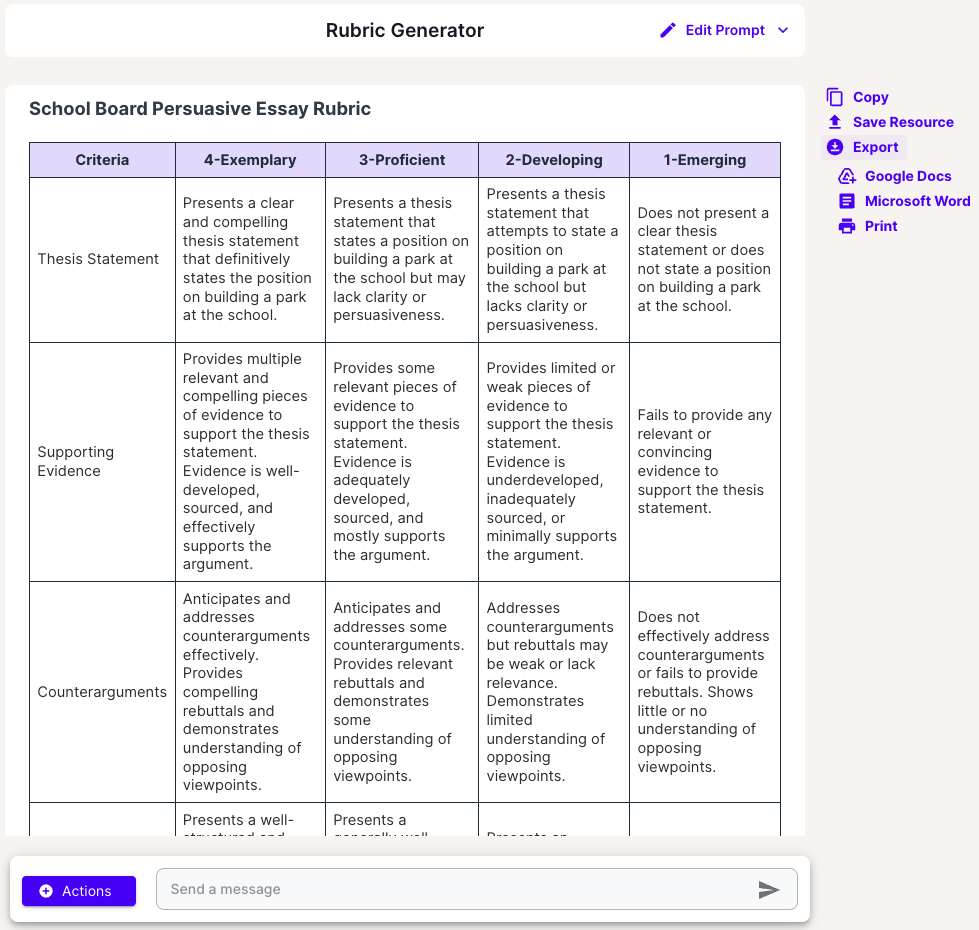 Rubric Generator
Edit Prompt
School Board Persuasive Essay Rubric
Criteria
4-Exemplary
3-Proficient
2-Developing
1-Emerging
Thesis Statement
Presents a clear
and compelling
thesis statement
that definitively
states the position
on building a park
at the school.
Presents a thesis
statement that
states a position on
building a park at
the school but may
lack clarity or
persuasiveness.
Presents a thesis
statement that
attempts to state a
position on
building a park at
the school but
lacks clarity or
persuasiveness.
Does not present a
clear thesis
statement or does
not state a position
on building a park
at the school.
Supporting
Evidence
Provides multiple
relevant and
compelling pieces
of evidence to
support the thesis
statement.
Evidence is well-
developed,
sourced, and
effectively
supports the
argument.
Provides some
relevant pieces of
evidence to
support the thesis
statement.
Evidence is
adequately
developed,
sourced, and
mostly supports
the argument.
Provides limited or
weak pieces of
evidence to
support the thesis
statement.
Evidence is
underdeveloped,
inadequately
sourced, or
minimally supports
the argument.
Fails to provide any
relevant or
convincing
evidence to
support the thesis
statement.
Counterarguments
Anticipates and
addresses
counterarguments
effectively.
Provides
compelling
rebuttals and
demonstrates
understanding of
opposing
viewpoints.
Anticipates and
addresses some
counterarguments.
Provides relevant
rebuttals and
demonstrates
some
understanding of
opposing
viewpoints.
Addresses
counterarguments
but rebuttals may
be weak or lack
relevance.
Demonstrates
limited
understanding of
opposing
viewpoints.
Does not
effectively address
counterarguments
or fails to provide
rebuttals. Shows
little or no
understanding of
opposing
viewpoints.
Presents a well-
Presents a
Copy
Save Resource
Export
Google Docs
Microsoft Word
Print
Actions
Send a message